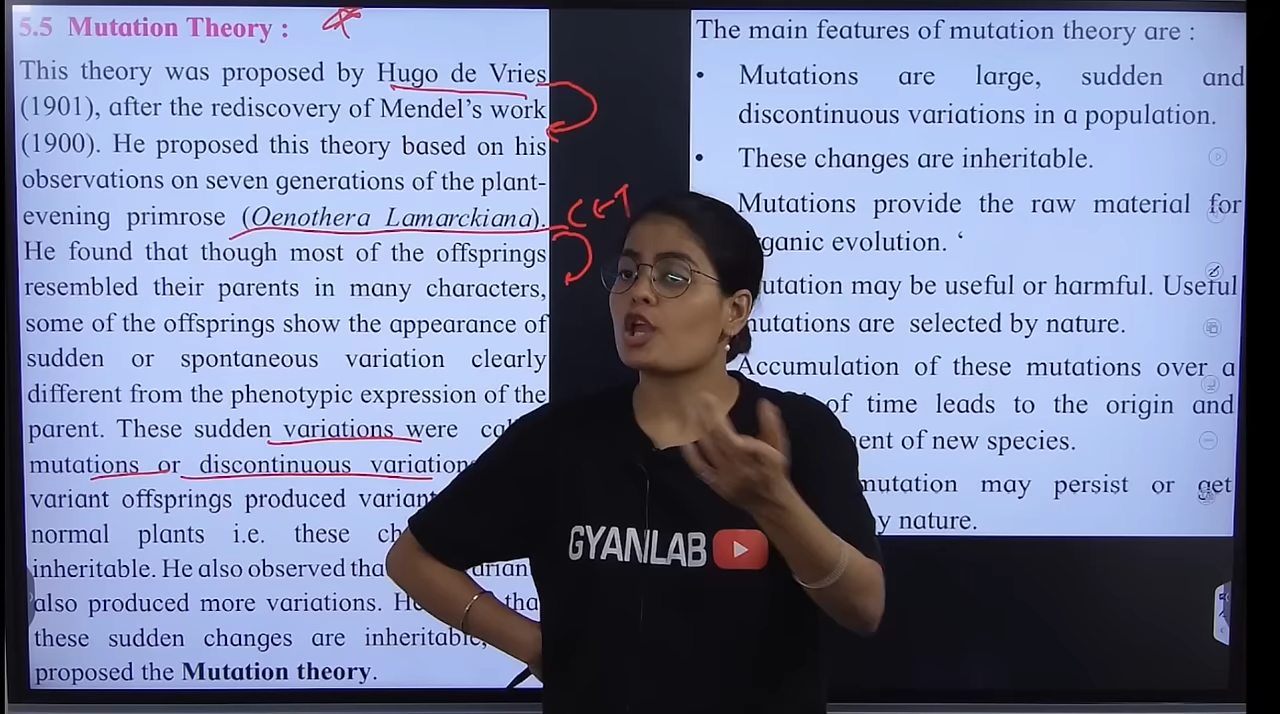 5.5 Mutation Theory :
This theory was proposed by Hugo de Vries
(1901), after the rediscovery of Mendel's work
(1900). He proposed this theory based on his
observations on seven generations of the plant-
evening primrose (Oenothera Lamarckiana).
He found that though most of the offsprings
resembled their parents in many characters,
some of the offsprings show the appearance of
sudden or spontaneous variation clearly
different from the phenotypic expression of the
parent. These sudden variations were
mutations or discontinuous variation
variant offsprings produced variant
normal plants i.e. these
inheritable. He also observed
also produced more variations.
these sudden changes are inheritable,
proposed the Mutation theory.
The main features of mutation theory are :
• Mutations are large, sudden and
discontinuous variations in a population.
• These changes are inheritable.
Mutations provide the raw material for
organic evolution. ‘
mutation may be useful or harmful. Useful
mutations are selected by nature.
Accumulation of these mutations over a
of time leads to the origin and
of new species.
mutation may persist or get
by nature.
GYANILAB